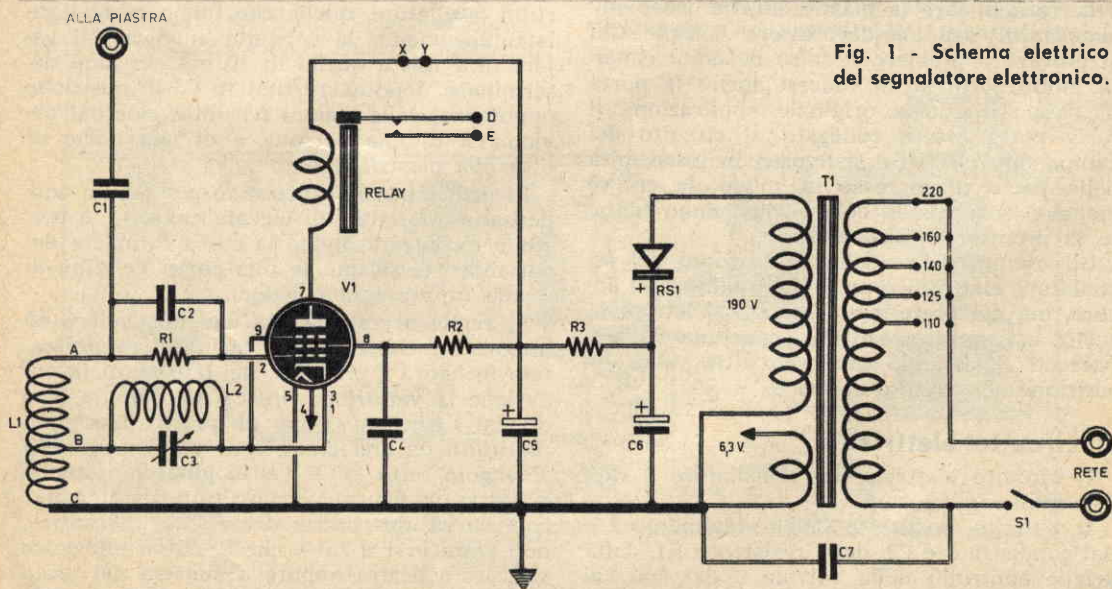 ALLA PIASTRA
Fig. 1 - Schema elettrico
del segnalatore elettronico.
X Y
D
E
RELAY
C1
T1
220
160
140
125
110
190 V
RS1
+
V1
7
9
2
8
5
4
3
1
C2
R1
R2
R3
A
L1
L2
B
C3
C
C4
+
C5
+
C6
6,3 V.
RETE
S1
C7